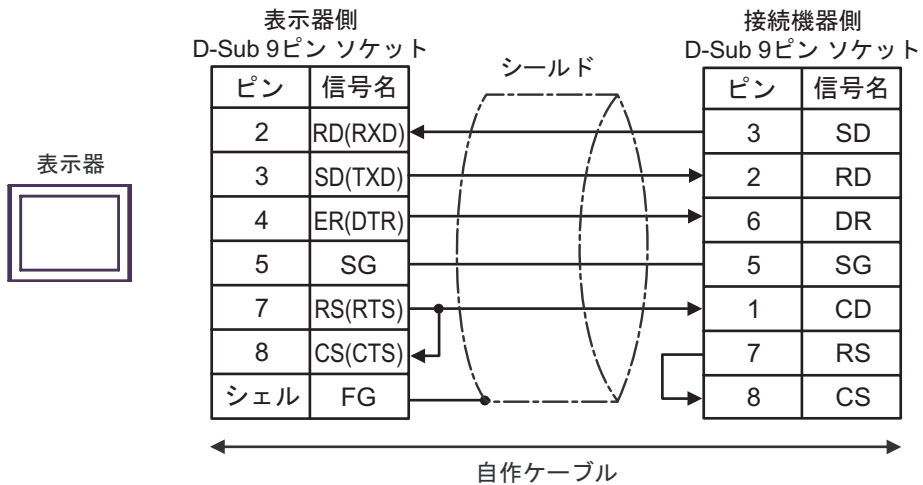 表示器側
D-Sub 9ピン ソケット
接続機器側
D-Sub 9ピン ソケット
シールド
ピン 信号名
2 RD(RXD)
3 SD(TXD)
4 ER(DTR)
5 SG
7 RS(RTS)
8 CS(CTS)
シェル FG
ピン 信号名
3 SD
2 RD
6 DR
5 SG
1 CD
7 RS
8 CS
表示器
自作ケーブル